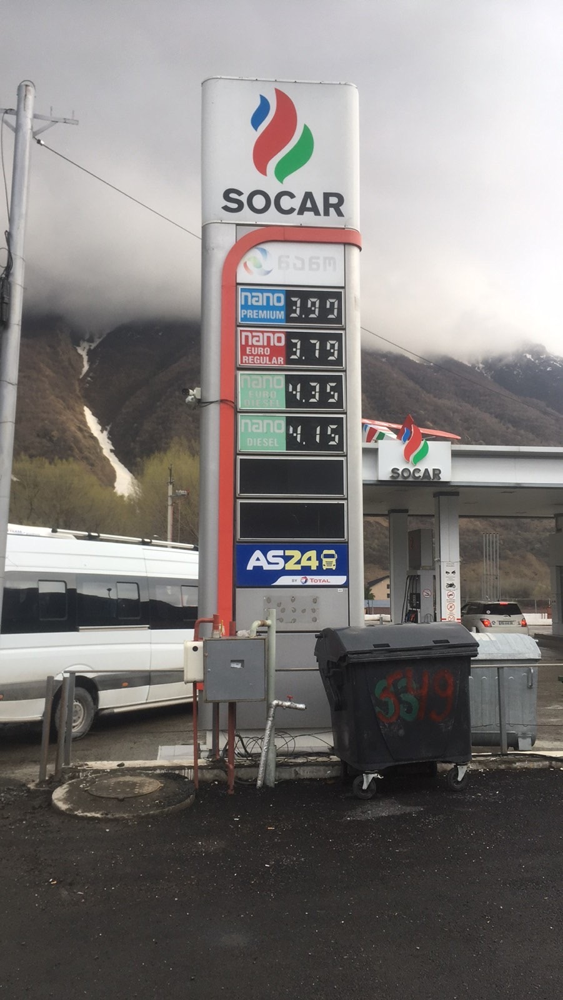 SOCAR
ნანო
nano
PREMIUM
3.99
nano
EURO
REGULAR
3.79
nano
EURO
DIESEL
4.35
nano
DIESEL
4.15
AS24
BY TOTAL
SOCAR